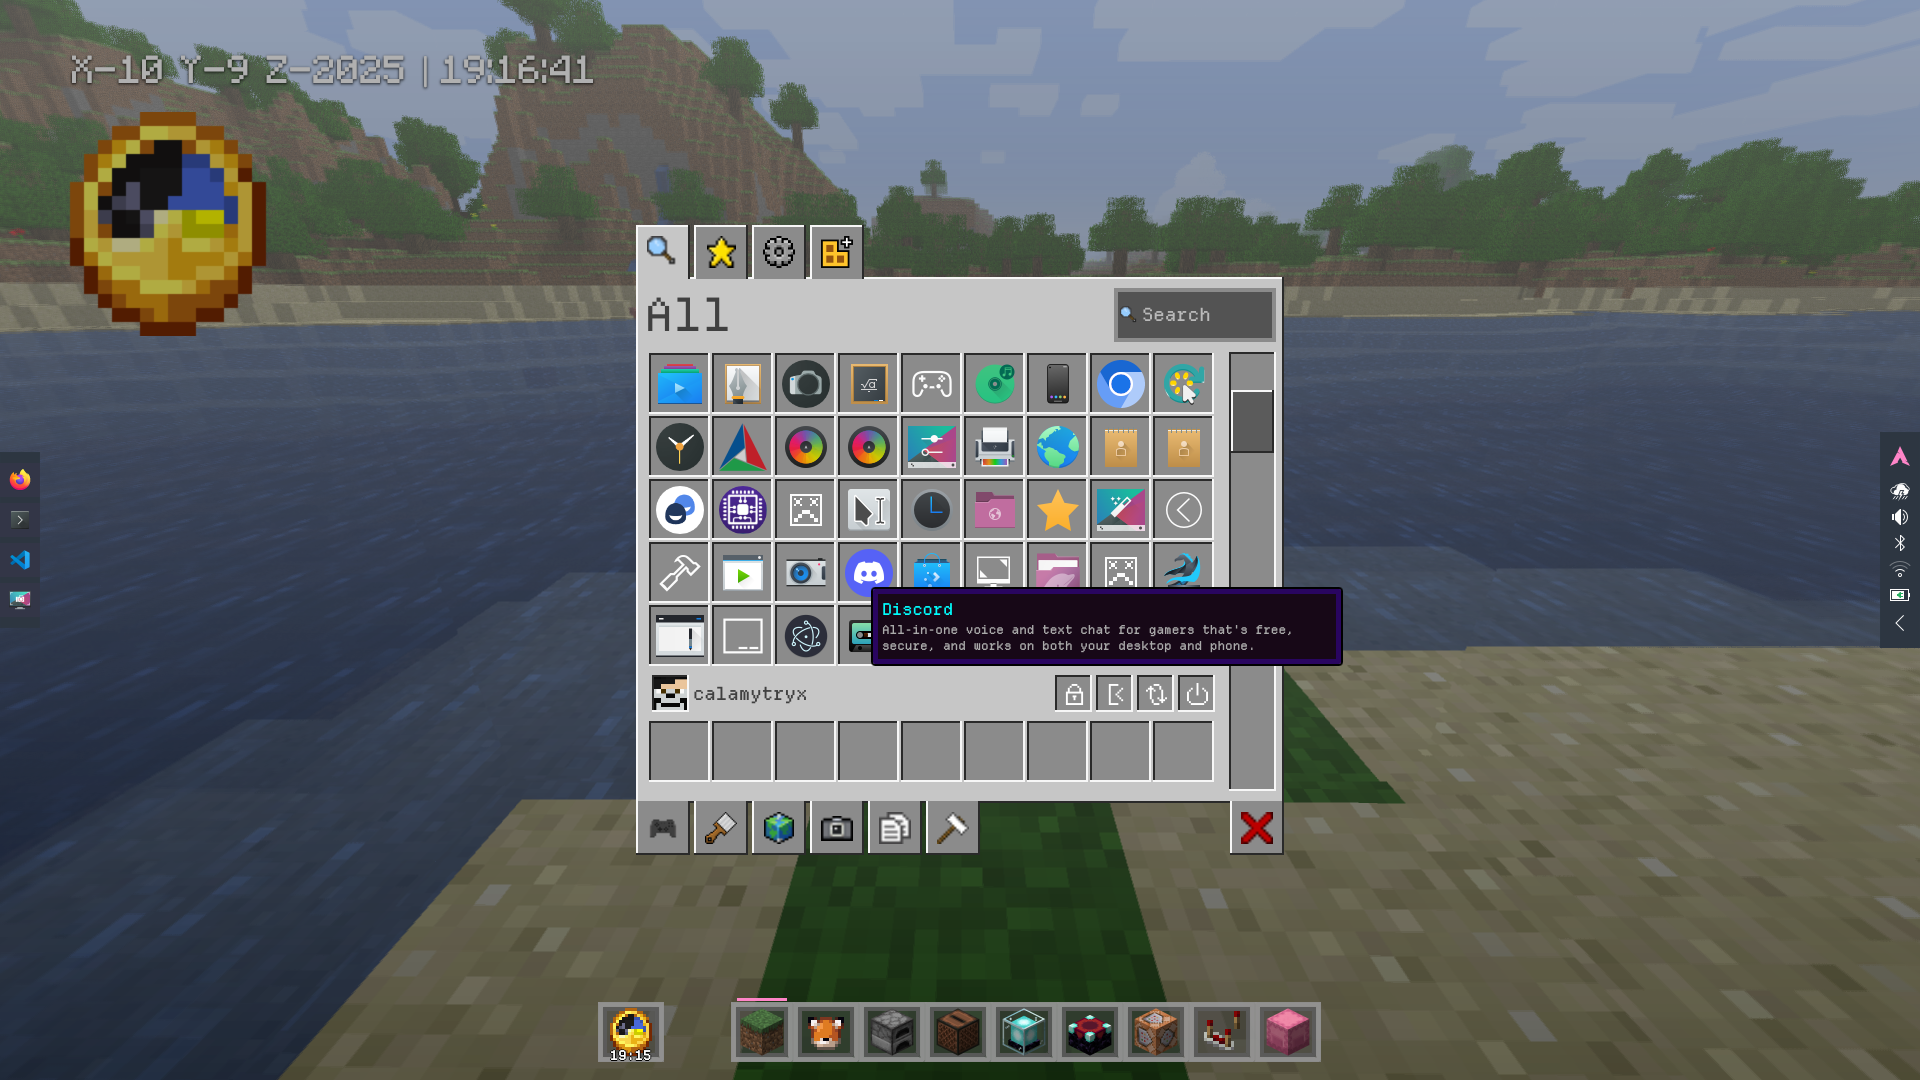 X-10 Y-9 Z-2025 | 19:16:41
All
Search
√a
Discord
All-in-one voice and text chat for gamers that's free,
secure, and works on both your desktop and phone.
calamytryx
19:15